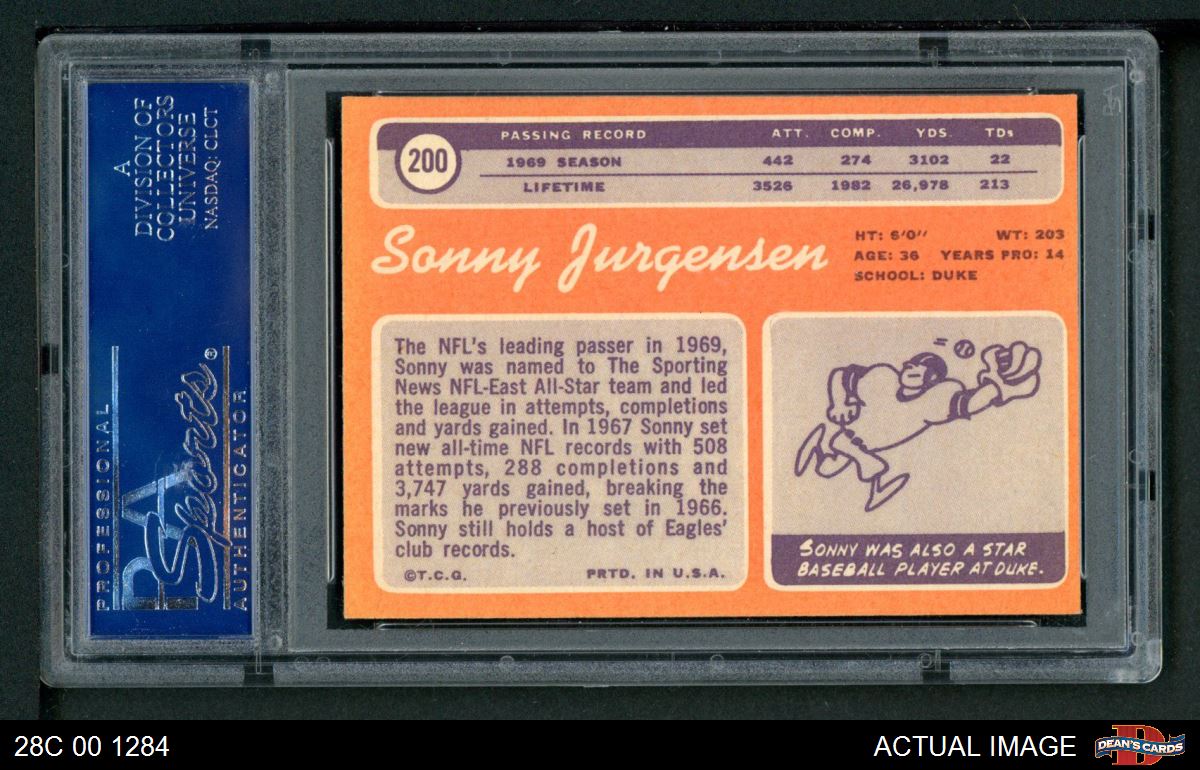 A
DIVISION OF
COLLECTORS
UNIVERSE
NASDAQ: CLCT
PROFESSIONAL
PSA
Sports®
AUTHENTICATOR
200
PASSING RECORD ATT. COMP. YDS. TDs
1969 SEASON 442 274 3102 22
LIFETIME 3526 1982 26,978 213
Sonny Jurgensen
HT: 6'0" WT: 203
AGE: 36 YEARS PRO: 14
SCHOOL: DUKE
The NFL's leading passer in 1969,
Sonny was named to The Sporting
News NFL-East All-Star team and led
the league in attempts, completions
and yards gained. In 1967 Sonny set
new all-time NFL records with 508
attempts, 288 completions and
3,747 yards gained, breaking the
marks he previously set in 1966.
Sonny still holds a host of Eagles'
club records.
©T.C.G. PRTD. IN U.S.A.
SONNY WAS ALSO A STAR
BASEBALL PLAYER AT DUKE.
28C 00 1284
ACTUAL IMAGE
D
DEAN'S CARDS